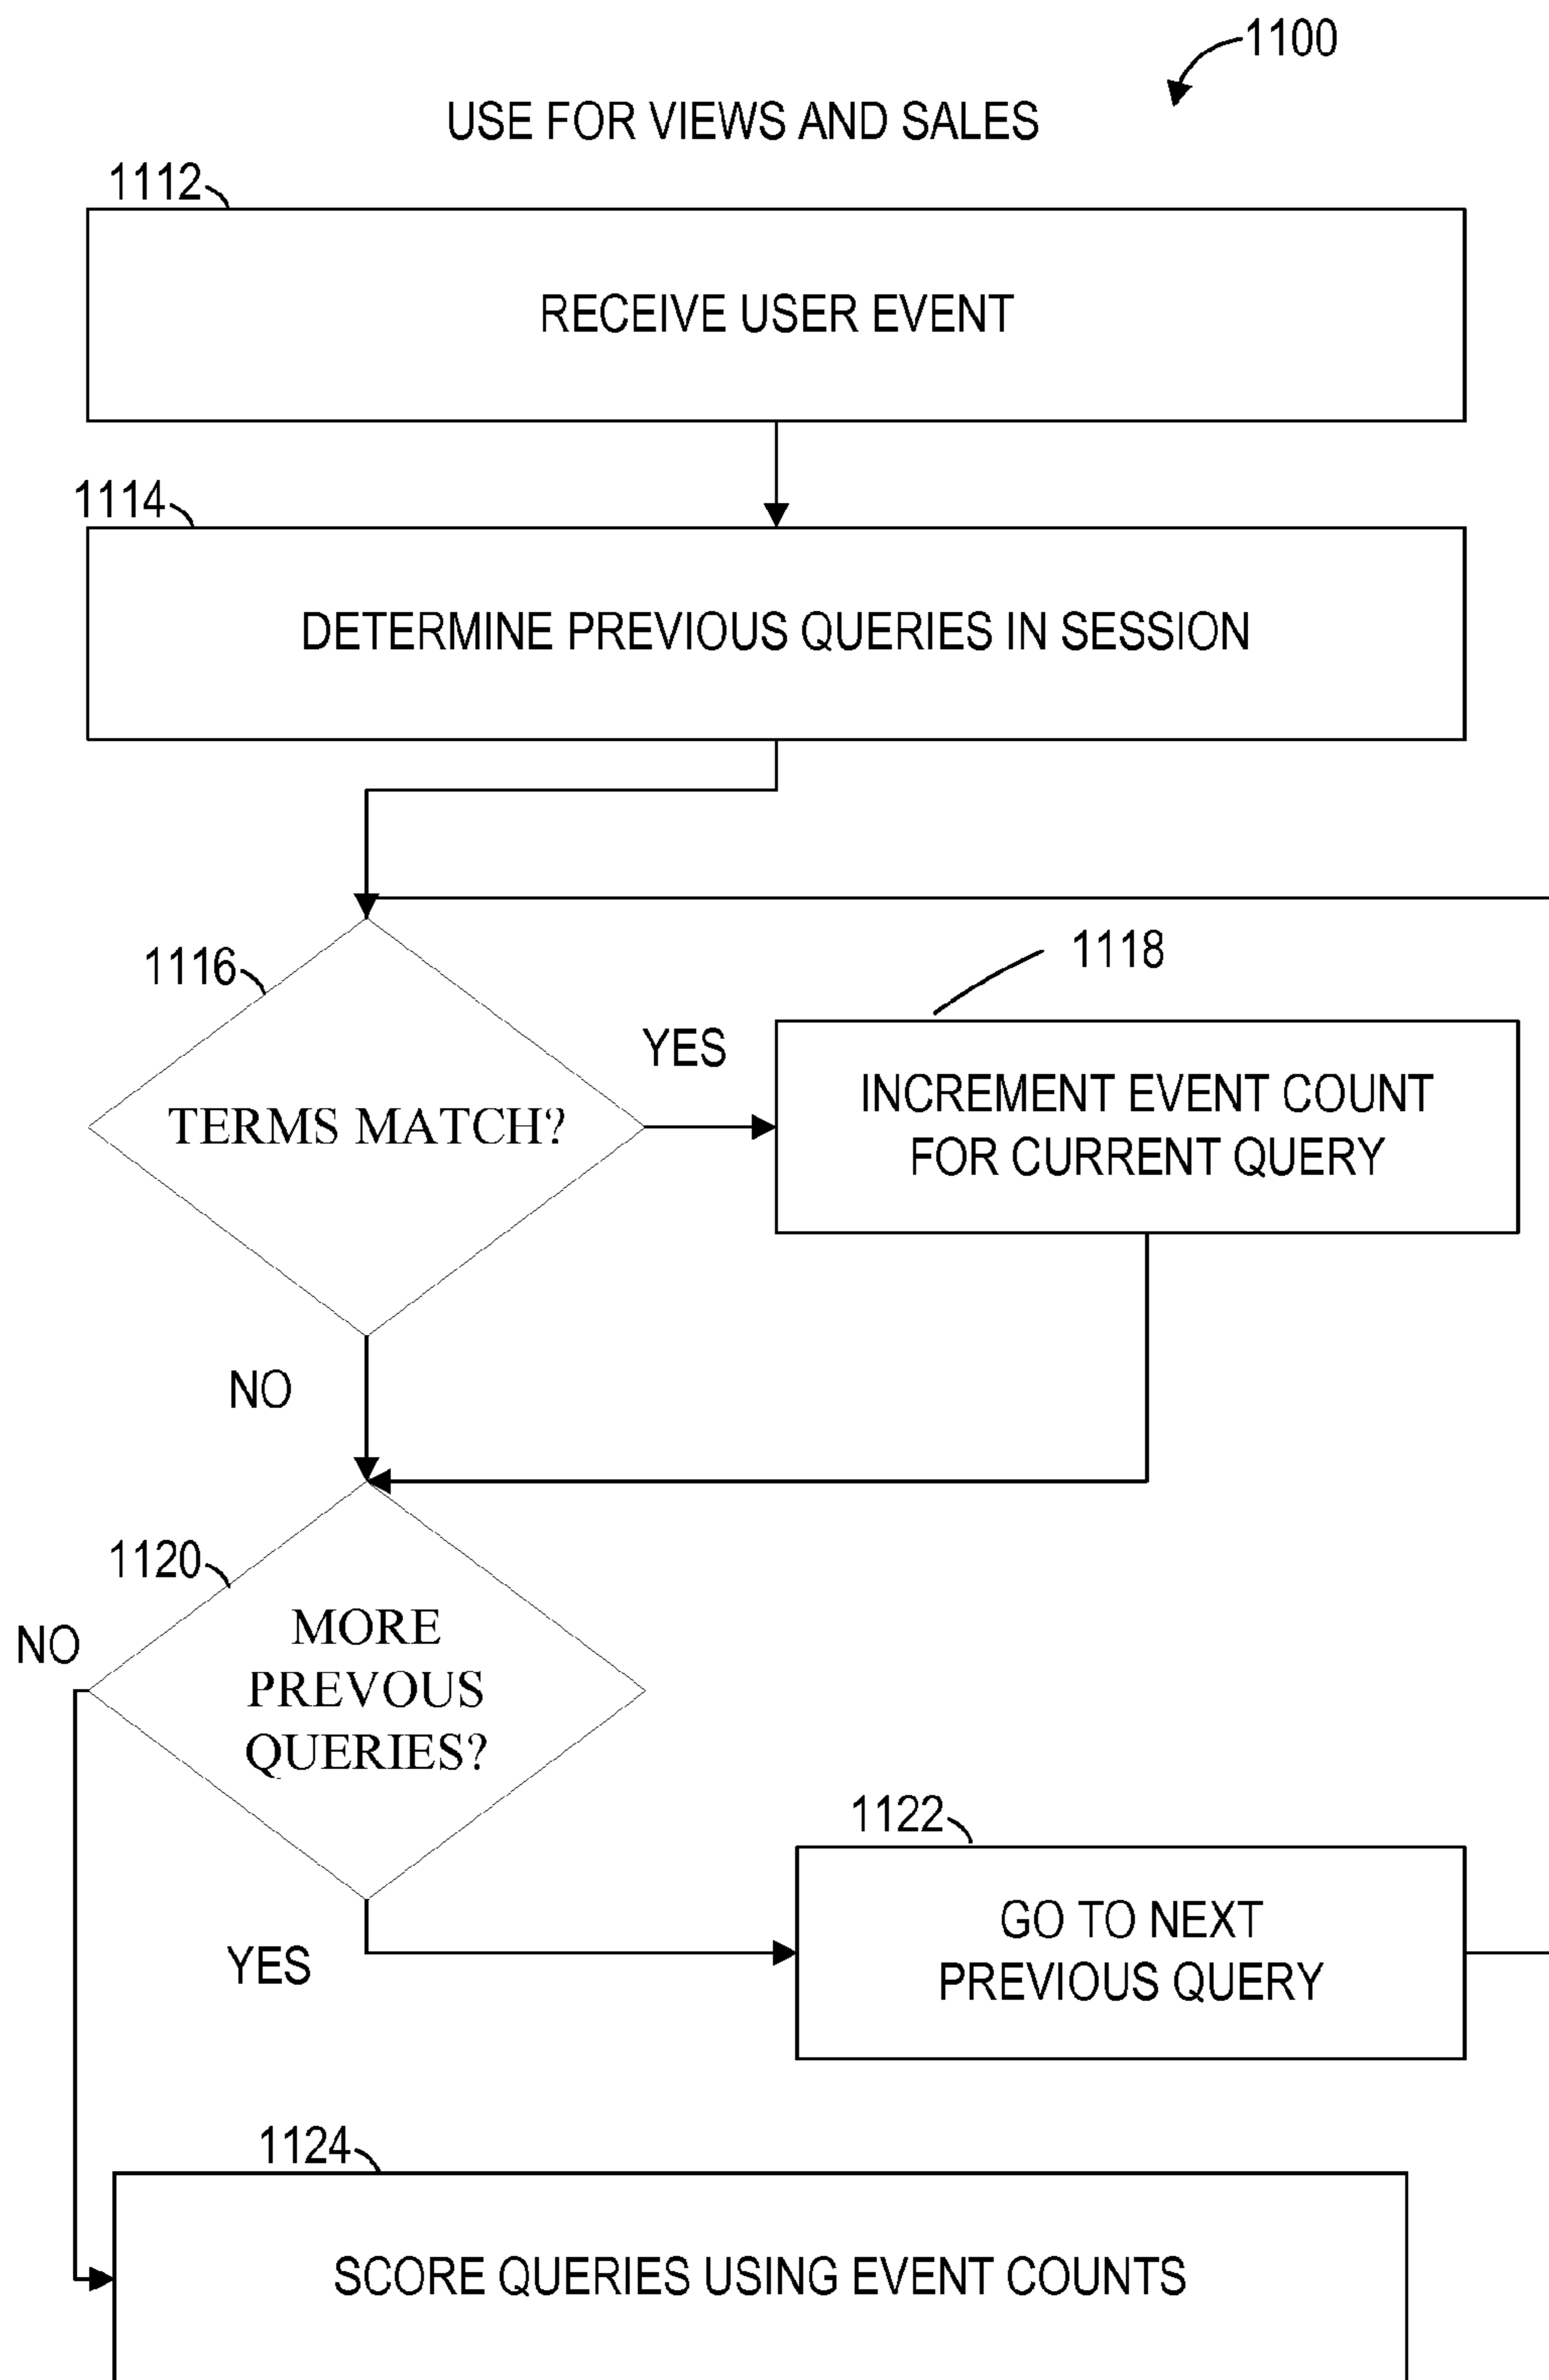 1100
USE FOR VIEWS AND SALES
1112
RECEIVE USER EVENT
1114
DETERMINE PREVIOUS QUERIES IN SESSION
1116
1118
YES
TERMS MATCH?
INCREMENT EVENT COUNT
FOR CURRENT QUERY
NO
1120
NO
MORE
PREVOUS
QUERIES?
1122
YES
GO TO NEXT
PREVIOUS QUERY
1124
SCORE QUERIES USING EVENT COUNTS